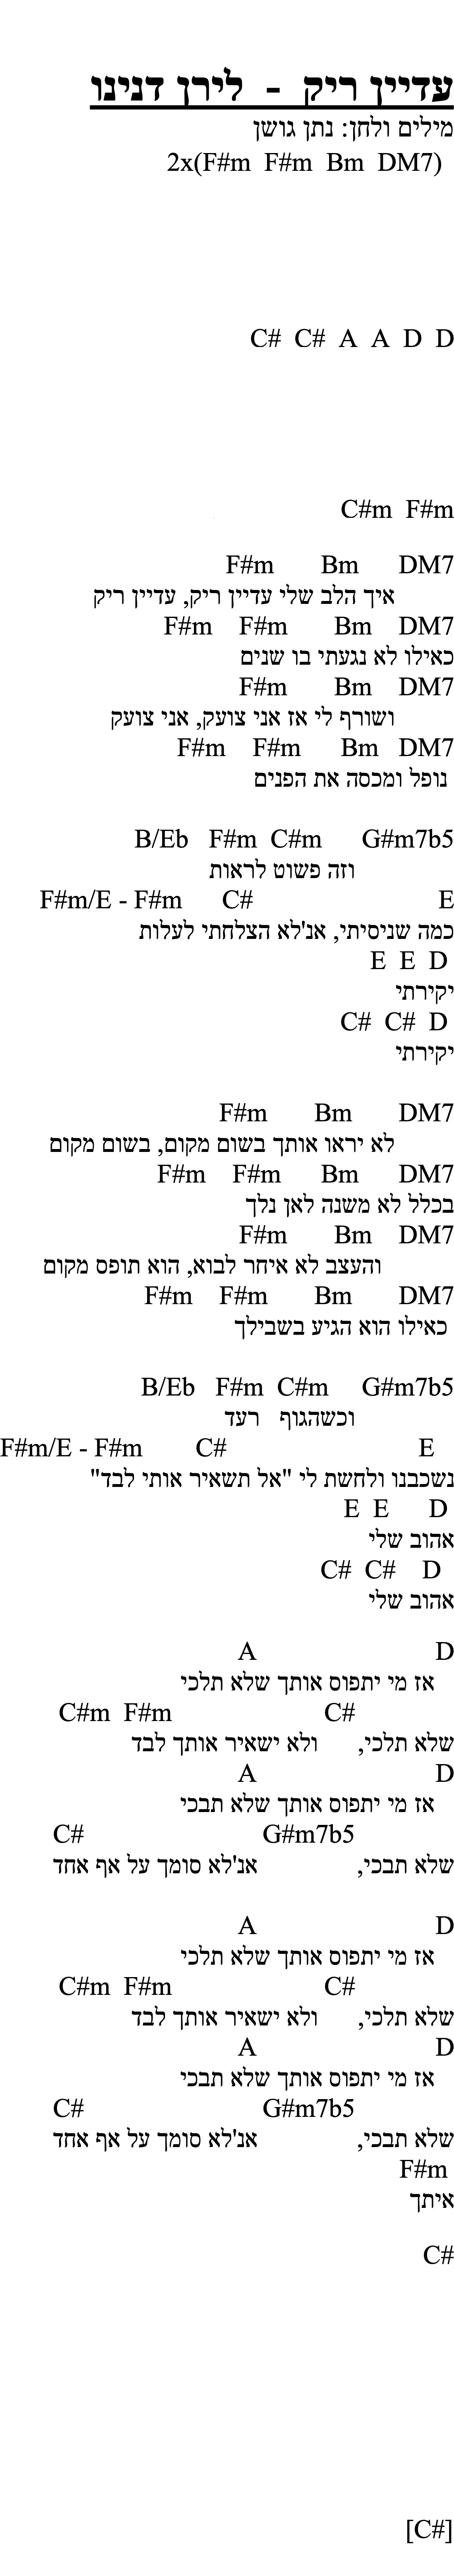 עדיין ריק - לירן דנינו
מילים ולחן: נתן גושן
2x(F#m F#m Bm DM7)
C# C# A A D D
C#m F#m
F#m Bm DM7
איך הלב שלי עדיין ריק, עדיין ריק
F#m F#m Bm DM7
כאילו לא נגעתי בו שנים
F#m Bm DM7
ושורף לי אז אני צועק, אני צועק
F#m F#m Bm DM7
נופל ומכסה את הפנים
B/Eb F#m C#m G#m7b5
וזה פשוט לראות
F#m/E - F#m C# E
כמה שניסיתי, אנ'לא הצלחתי לעלות
E E D
יקירתי
C# C# D
יקירתי
F#m Bm DM7
לא יראו אותך בשום מקום, בשום מקום
F#m F#m Bm DM7
בכלל לא משנה לאן נלך
F#m Bm DM7
והעצב לא איחר לבוא, הוא תופס מקום
F#m F#m Bm DM7
כאילו הוא הגיע בשבילך
B/Eb F#m C#m G#m7b5
וכשהגוף רעד
F#m/E - F#m C# E
נשכבנו ולחשת לי "אל תשאיר אותי לבד"
E E D
אהוב שלי
C# C# D
אהוב שלי
A D
אז מי יתפוס אותך שלא תלכי
C#m F#m C#
שלא תלכי, ולא ישאיר אותך לבד
A D
אז מי יתפוס אותך שלא תבכי
C# G#m7b5
שלא תבכי, אנ'לא סומך על אף אחד
A D
אז מי יתפוס אותך שלא תלכי
C#m F#m C#
שלא תלכי, ולא ישאיר אותך לבד
A D
אז מי יתפוס אותך שלא תבכי
C# G#m7b5
שלא תבכי, אנ'לא סומך על אף אחד
F#m
איתך
C#
[C#]